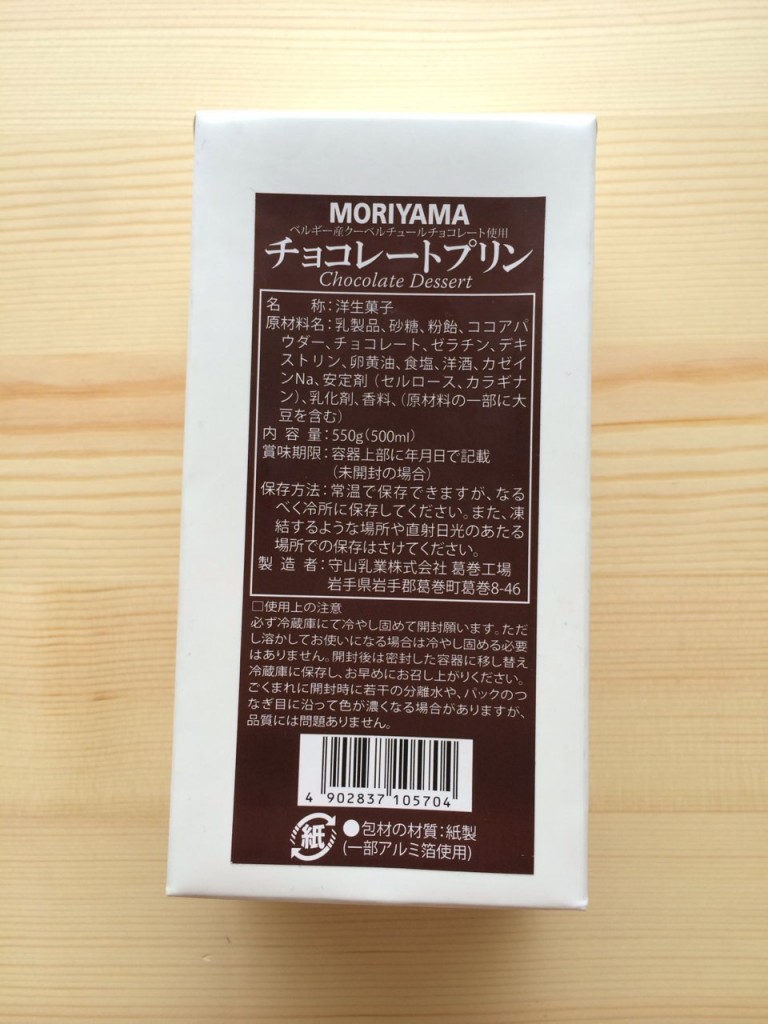 MORIYAMA
ベルギー産クーベルチュールチョコレート使用
チョコレートプリン
Chocolate Dessert
名　　称：洋生菓子
原材料名：乳製品、砂糖、粉飴、ココアパ
ウダー、チョコレート、ゼラチン、デキ
ストリン、卵黄油、食塩、洋酒、カゼイ
ンNa、安定剤（セルロース、カラギナ
ン）、乳化剤、香料、（原材料の一部に大
豆を含む）
内 容 量：550g（500ml）
賞味期限：容器上部に年月日で記載
（未開封の場合）
保存方法：常温で保存できますが、なる
べく冷所に保存してください。また、凍
結するような場所や直射日光のあたる
場所での保存はさけてください。
製 造 者：守山乳業株式会社 葛巻工場
岩手県岩手郡葛巻町葛巻8-46
□使用上の注意
必ず冷蔵庫にて冷やし固めて開封願います。ただ
し溶かしてお使いになる場合は冷やし固める必要
はありません。開封後は密封した容器に移し替え
冷蔵庫に保存し、お早めにお召し上がりください。
ごくまれに開封時に若干の分離水や、パックのつ
なぎ目に沿って色が濃くなる場合がありますが、
品質には問題ありません。
4 902837 105704
紙 ●包材の材質：紙製
（一部アルミ箔使用）